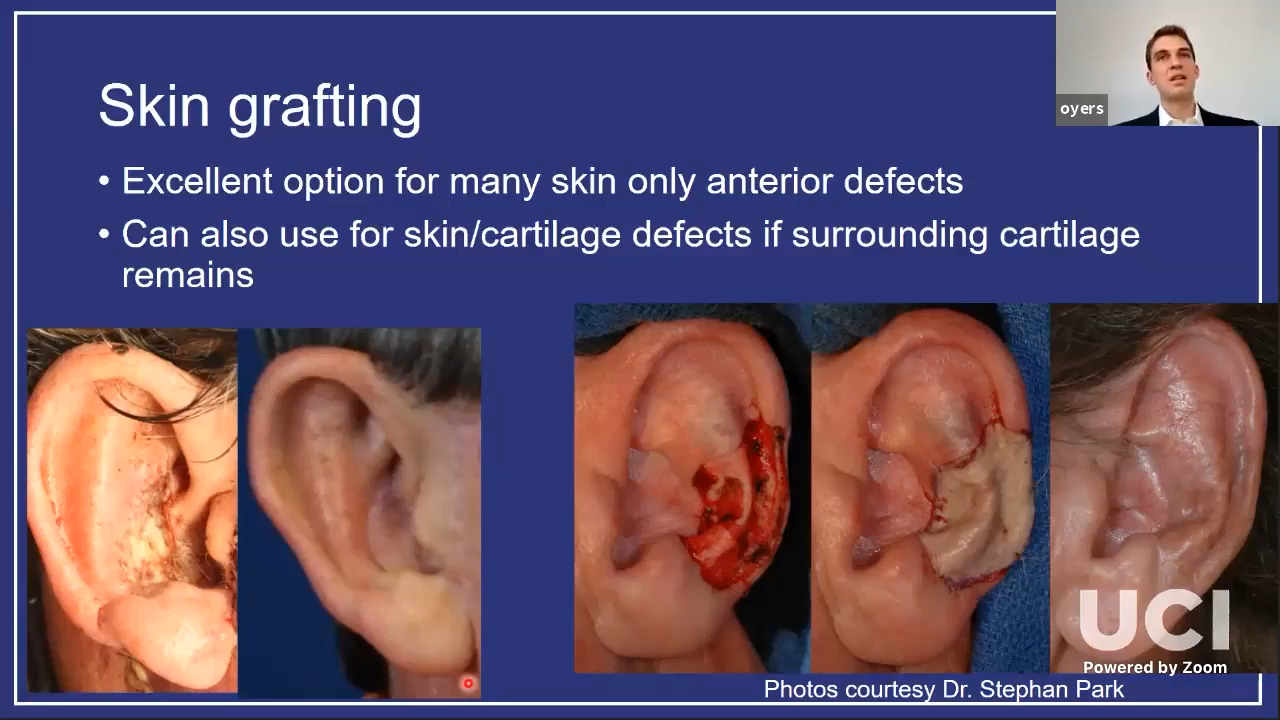 oyers
Skin grafting
• Excellent option for many skin only anterior defects
• Can also use for skin/cartilage defects if surrounding cartilage
remains
UCI
Powered by Zoom
Photos courtesy Dr. Stephan Park